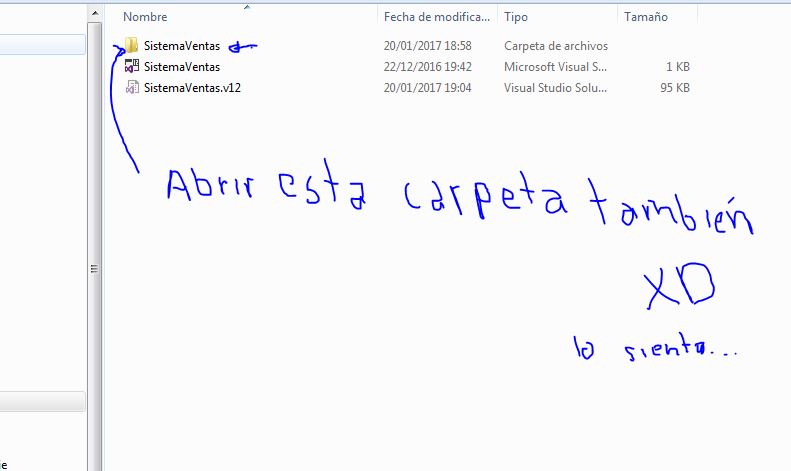 Nombre Fecha de modifica... Tipo Tamaño
SistemaVentas 20/01/2017 18:58 Carpeta de archivos
SistemaVentas 22/12/2016 19:42 Microsoft Visual S... 1 KB
SistemaVentas.v12 20/01/2017 19:04 Visual Studio Solu... 95 KB
Abrir esta carpeta también
XD
lo siento...
ie